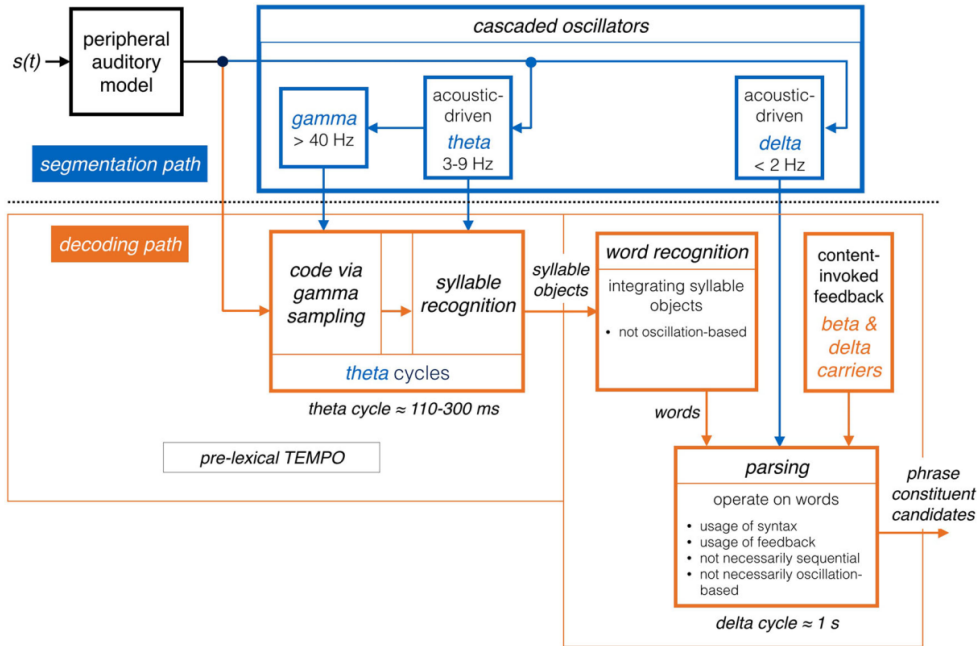 cascaded oscillators
s(t)
peripheral
auditory
model
gamma
> 40 Hz
acoustic-
driven
theta
3-9 Hz
acoustic-
driven
delta
< 2 Hz
segmentation path
decoding path
code via
gamma
sampling
syllable
recognition
theta cycles
theta cycle ≈ 110-300 ms
syllable
objects
word recognition
integrating syllable
objects
• not oscillation-based
content-
invoked
feedback
beta &
delta
carriers
words
pre-lexical TEMPO
parsing
operate on words
• usage of syntax
• usage of feedback
• not necessarily sequential
• not necessarily oscillation-
based
delta cycle ≈ 1 s
phrase
constituent
candidates